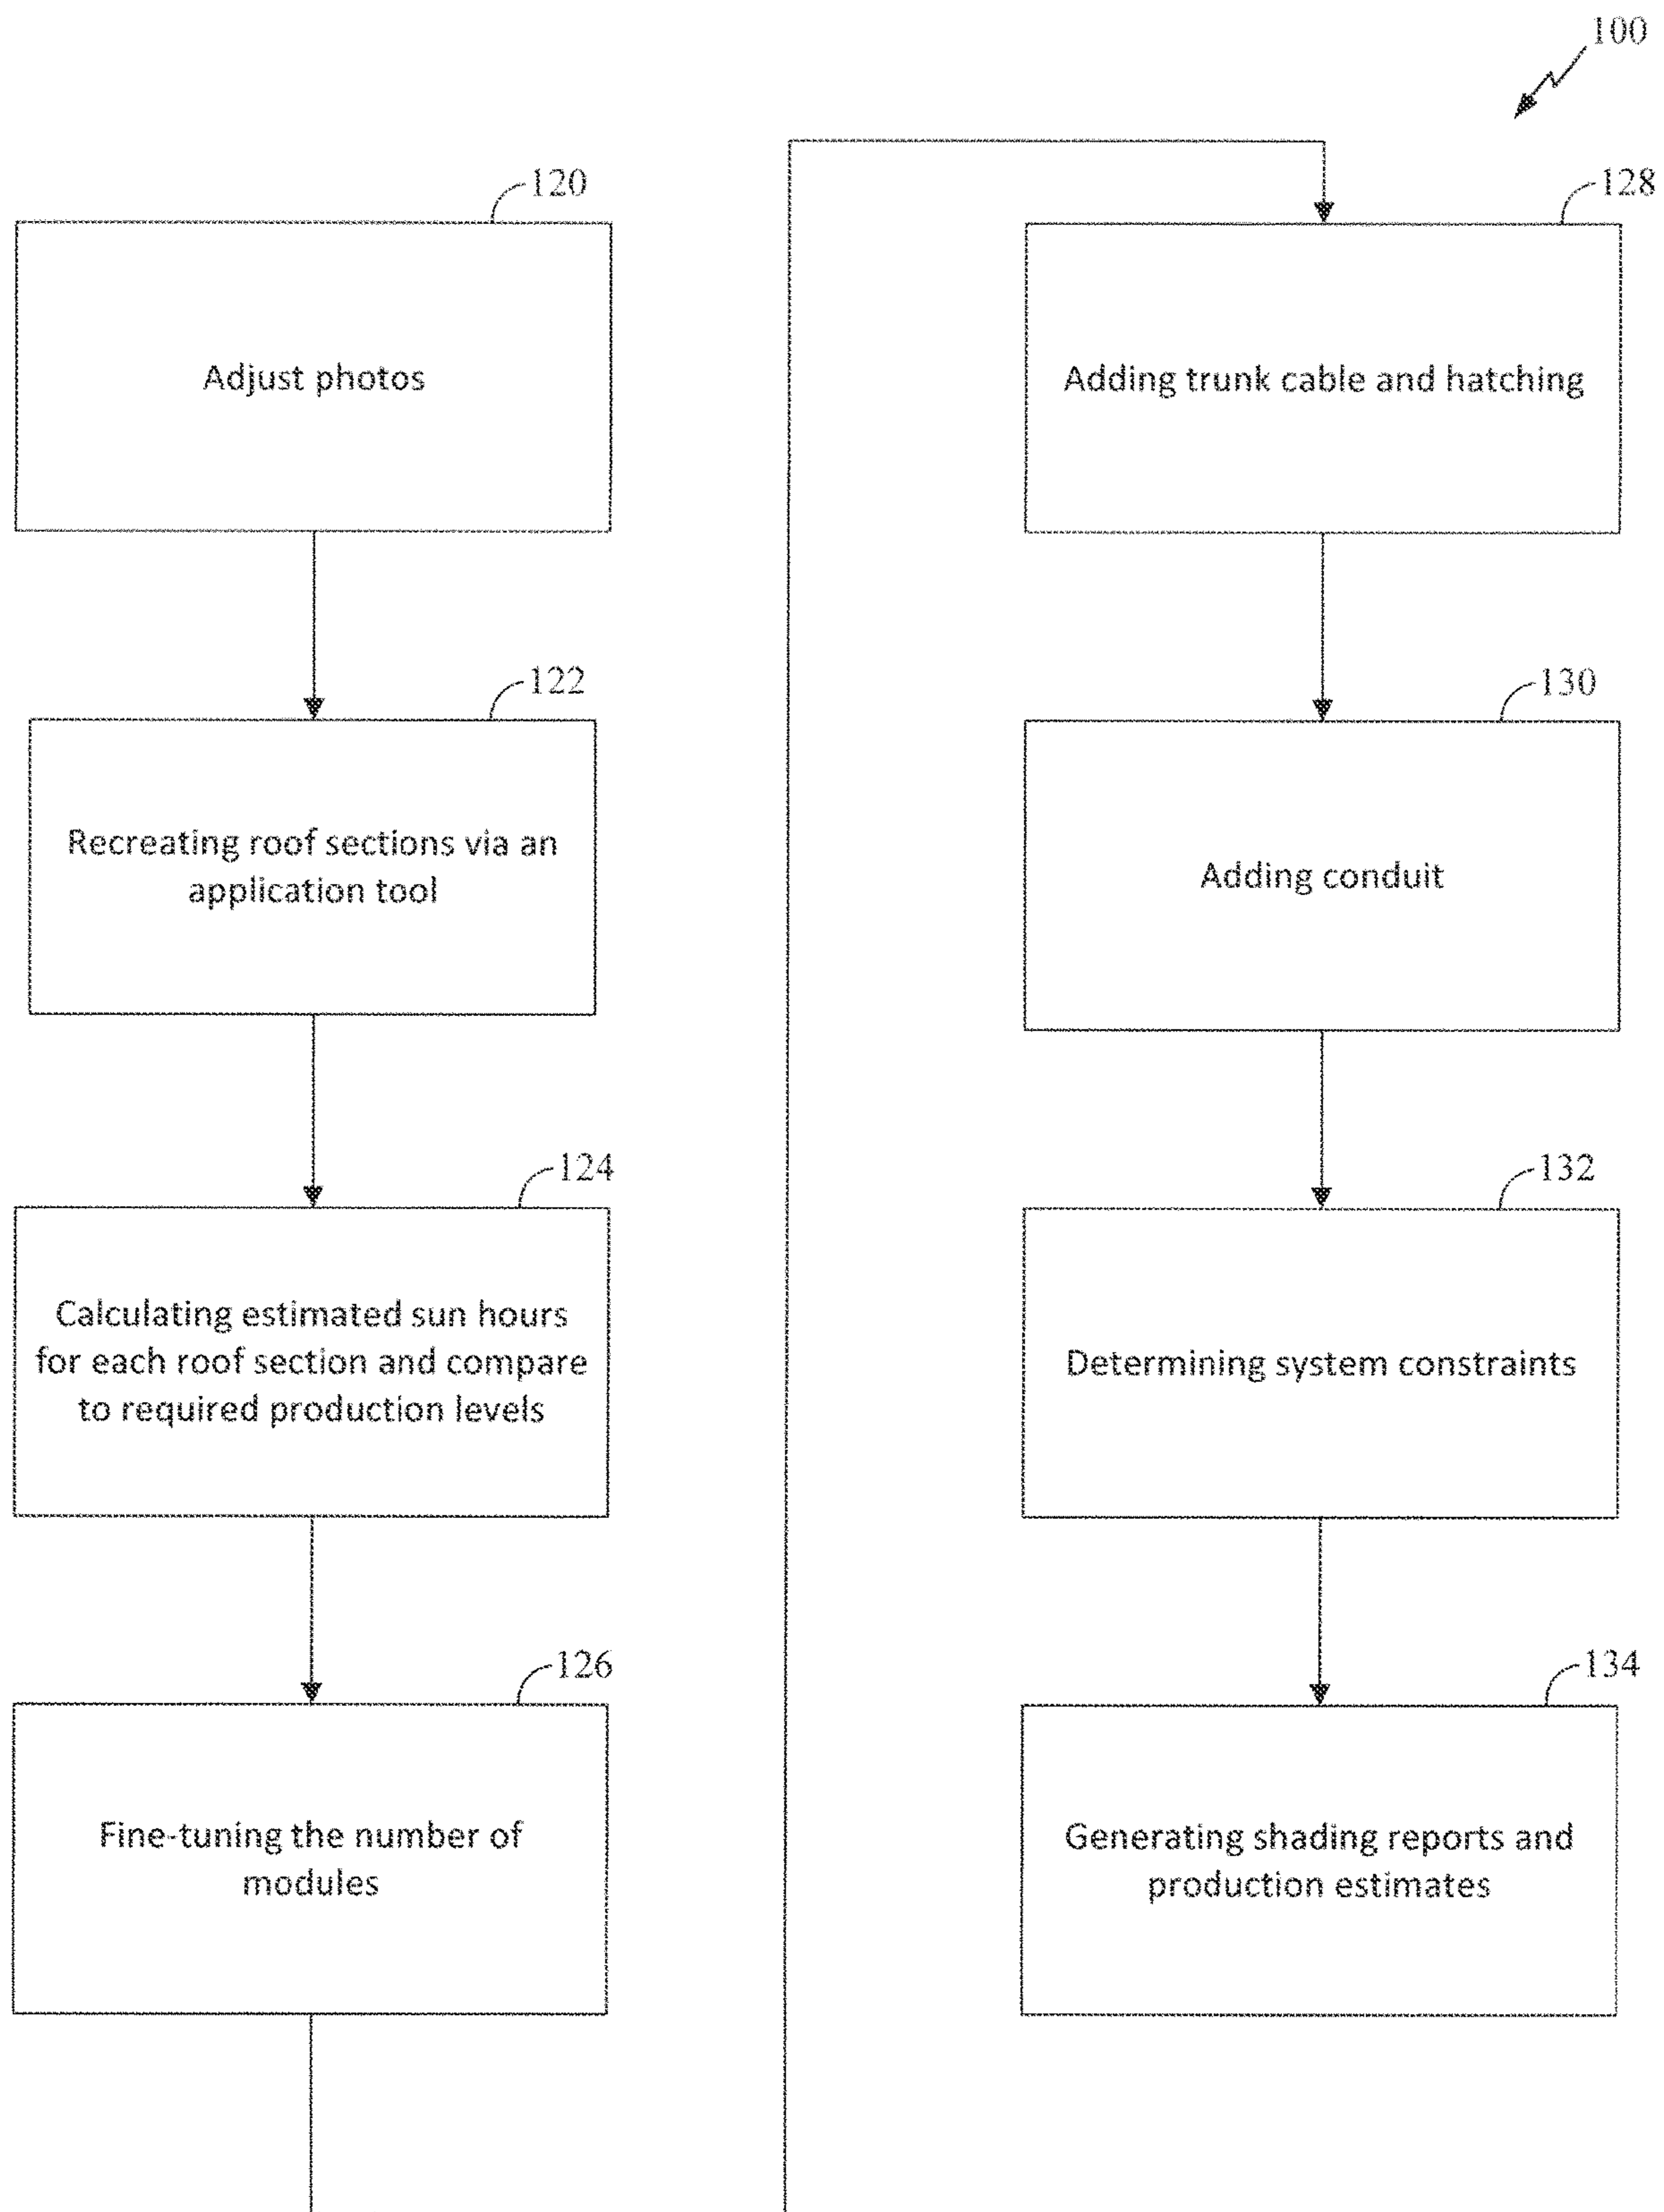 100
120
Adjust photos
122
Recreating roof sections via an
application tool
124
Calculating estimated sun hours
for each roof section and compare
to required production levels
126
Fine-tuning the number of
modules
128
Adding trunk cable and hatching
130
Adding conduit
132
Determining system constraints
134
Generating shading reports and
production estimates